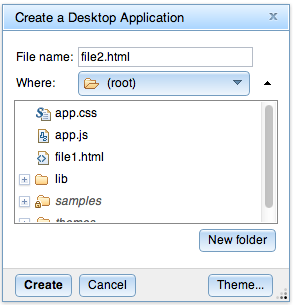 Create a Desktop Application
File name: file2.html
Where: (root)
app.css
app.js
file1.html
lib
samples
themes
New folder
Create Cancel Theme...